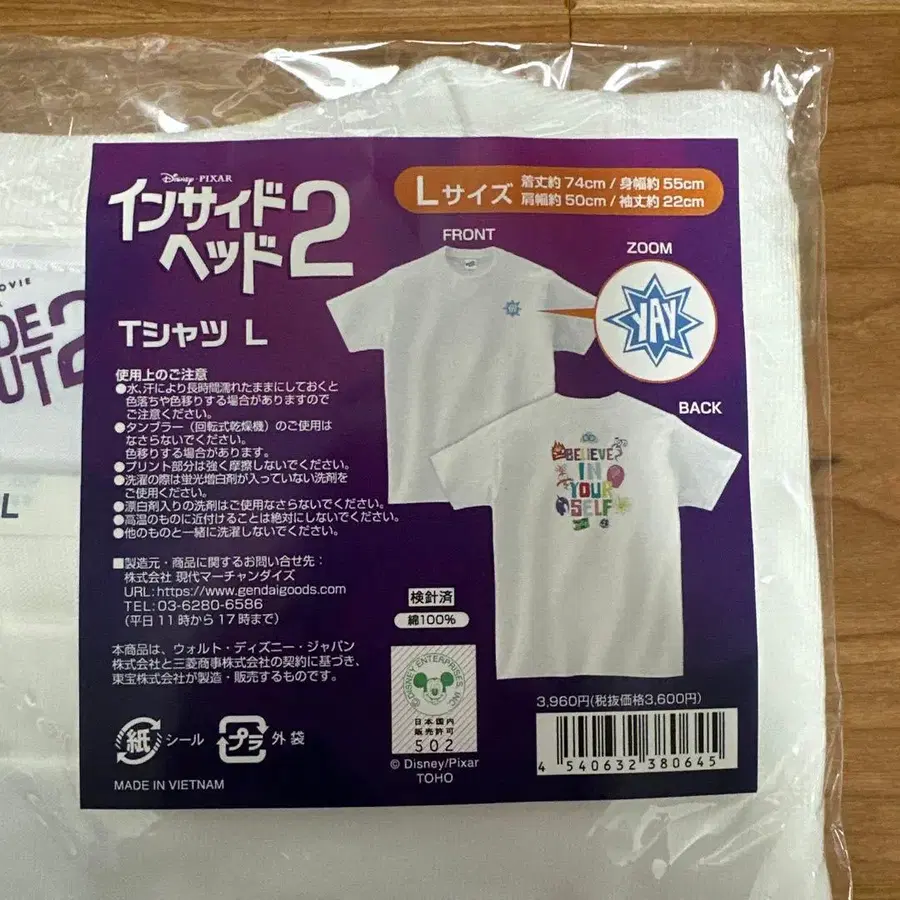 Disney・PIXAR
インサイド
ヘッド2
Tシャツ L
Lサイズ
着丈約 74cm / 身幅約 55cm
肩幅約 50cm / 袖丈約 22cm
FRONT
ZOOM
YAY
YAY
BACK
BELIEVE
IN
YOUR
SELF
使用上のご注意
●水、汗により長時間濡れたままにしておくと
色落ちや色移りする場合がありますので
ご注意ください。
●タンブラー（回転式乾燥機）のご使用は
なさらないでください。
色移りする場合があります。
●プリント部分は強く摩擦しないでください。
●洗濯の際は蛍光増白剤が入っていない洗剤を
ご使用ください。
●漂白剤入りの洗剤はご使用なさらないでください。
●高温のものに近付けることは絶対にしないでください。
●他のものと一緒に洗濯しないでください。
■製造元・商品に関するお問い合せ先：
株式会社 現代マーチャンダイズ
URL：https://www.gendaigoods.com
TEL：03-6280-6586
（平日 11 時から 17 時まで）
本商品は、ウォルト・ディズニー・ジャパン
株式会社と三菱商事株式会社の契約に基づき、
東宝株式会社が製造・販売するものです。
紙 シール
プラ 外 袋
MADE IN VIETNAM
検針済
綿100%
©DISNEY ENTERPRISES INC.
日本国内
販売許可
502
© Disney/Pixar
TOHO
3,960円(税抜価格3,600円)
4 540632 380645
OVIE
DE
UT2
L